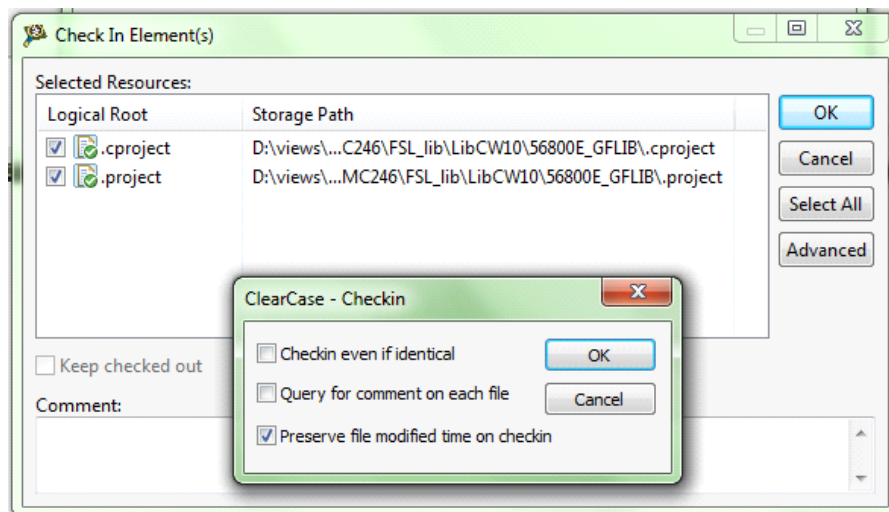 Check In Element(s)
Selected Resources:
Logical Root Storage Path
.cproject D:\views\...C246\FSL_lib\LibCW10\56800E_GFLIB\.cproject
.project D:\views\...MC246\FSL_lib\LibCW10\56800E_GFLIB\.project
OK
Cancel
Select All
Advanced
ClearCase - Checkin
Checkin even if identical
Query for comment on each file
Preserve file modified time on checkin
OK
Cancel
Keep checked out
Comment: